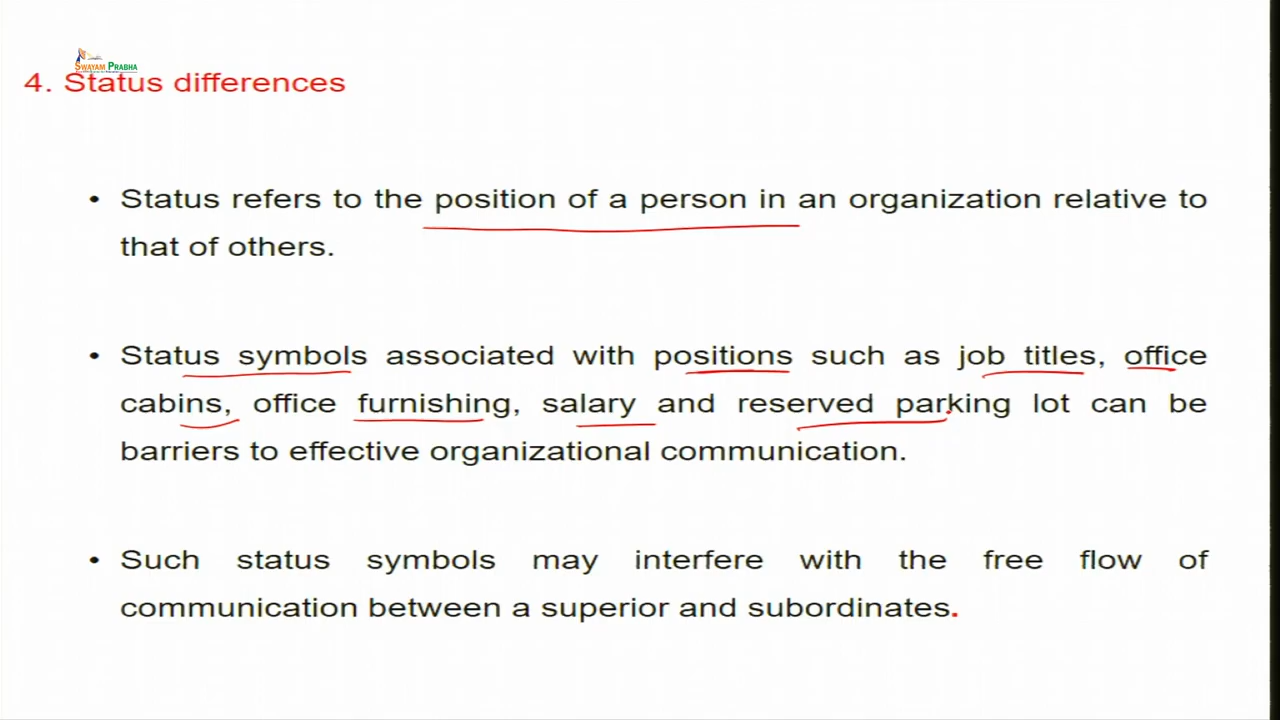 SWAYAM PRABHA
4. Status differences
• Status refers to the position of a person in an organization relative to
that of others.
• Status symbols associated with positions such as job titles, office
cabins, office furnishing, salary and reserved parking lot can be
barriers to effective organizational communication.
• Such status symbols may interfere with the free flow of
communication between a superior and subordinates.